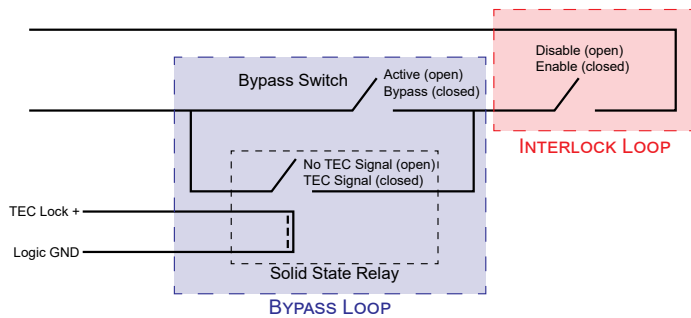 Disable (open)
Enable (closed)
Bypass Switch
Active (open)
Bypass (closed)
INTERLOCK LOOP
No TEC Signal (open)
TEC Signal (closed)
TEC Lock +
Logic GND
Solid State Relay
BYPASS LOOP